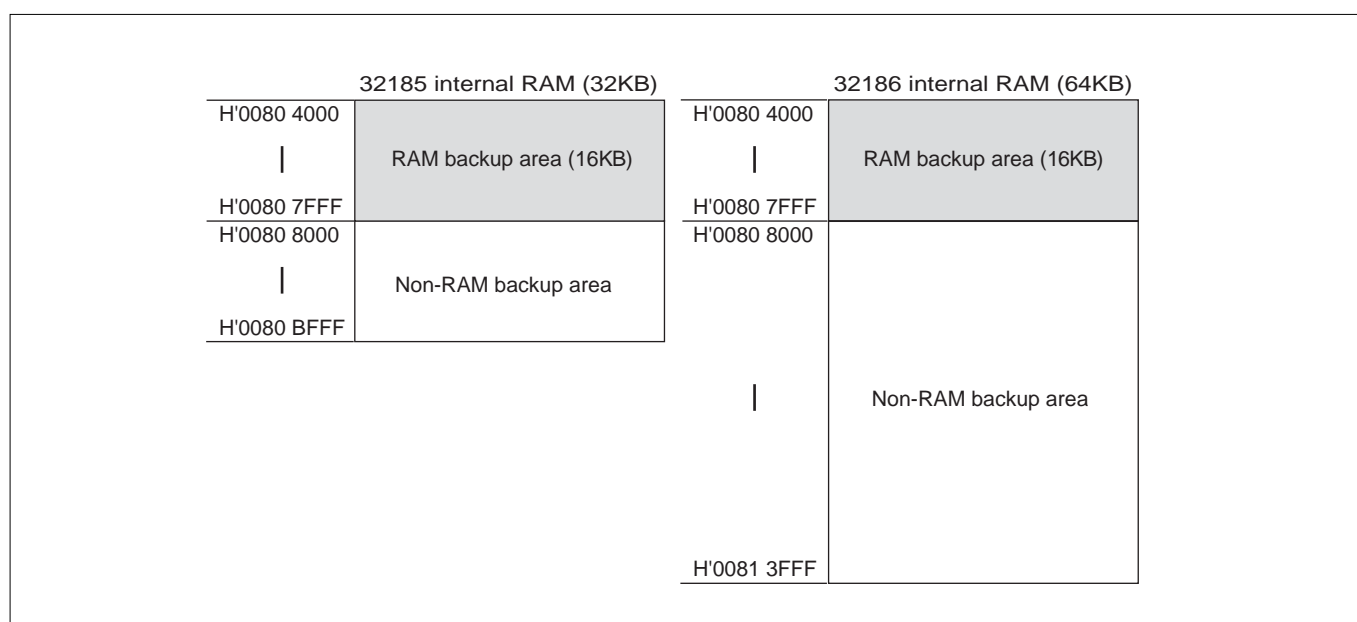 32185 internal RAM (32KB)
H'0080 4000
RAM backup area (16KB)
H'0080 7FFF
H'0080 8000
Non-RAM backup area
H'0080 BFFF
32186 internal RAM (64KB)
H'0080 4000
RAM backup area (16KB)
H'0080 7FFF
H'0080 8000
Non-RAM backup area
H'0081 3FFF